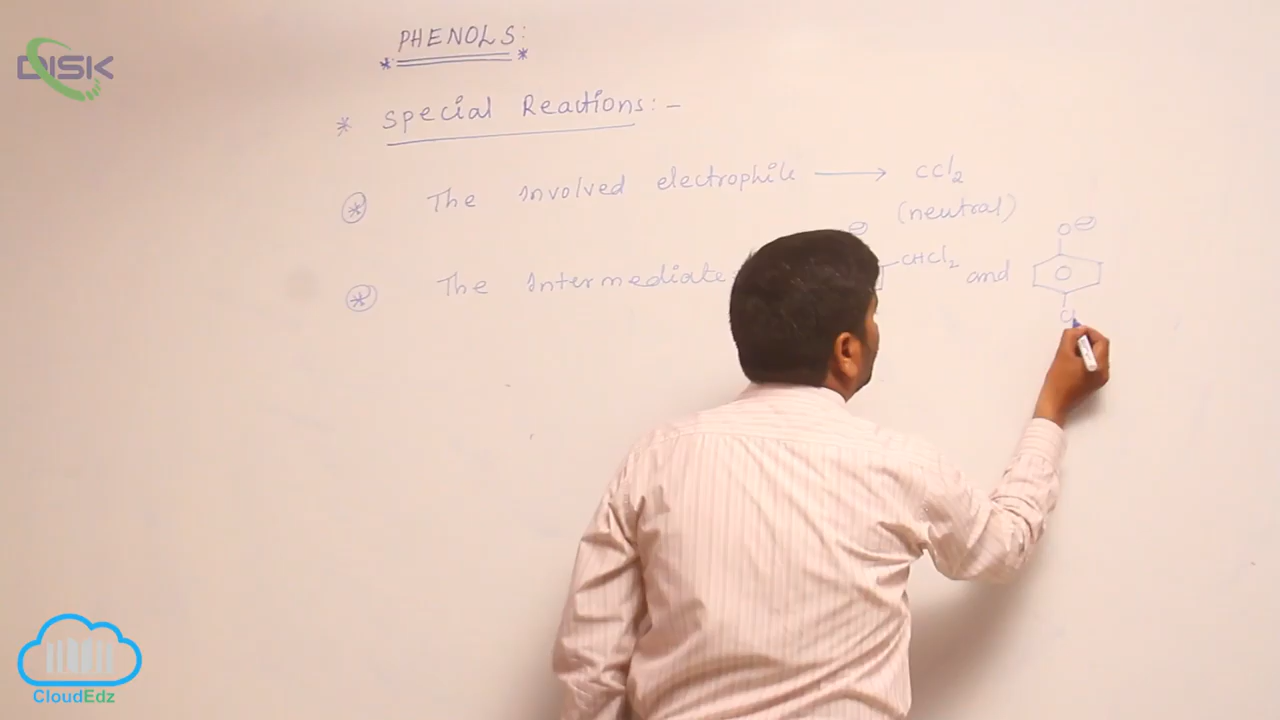 DISK
PHENOLS:
* Special Reactions:-
* The Involved electrophile → CCl2
(neutral)
* The Intermediate: CHCl2 and
O⊖
O
CloudEdz